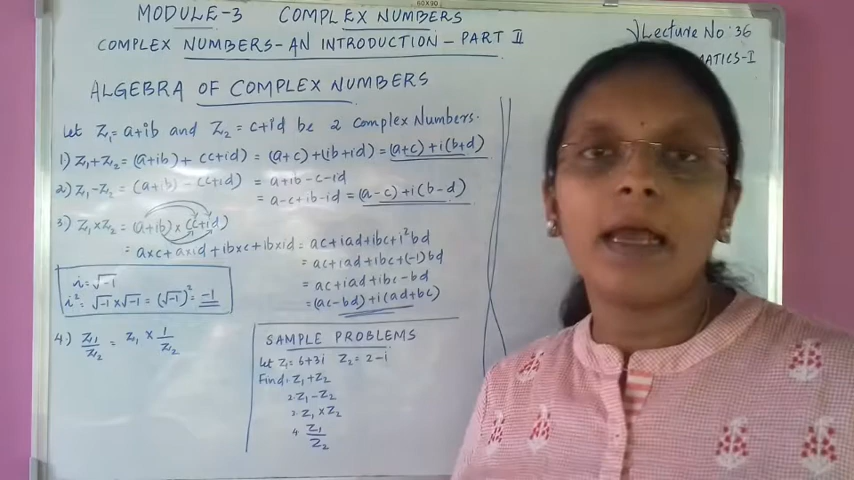 60x90
MODULE-3 COMPLEX NUMBERS
Lecture No: 36
COMPLEX NUMBERS-AN INTRODUCTION-PART II
MATICS-I
ALGEBRA OF COMPLEX NUMBERS
Let Z₁=a+ib and Z₂=c+id be 2 complex Numbers.
1) Z₁+Z₂=(a+ib)+(c+id)=(a+c)+(ib+id)=(a+c)+i(b+d)
2) Z₁-Z₂=(a+ib)-(c+id) = a+ib-c-id
= a-c+ib-id=(a-c)+i(b-d)
3) Z₁×Z₂=(a+ib)×(c+id)
= a×c+a×id+ib×c+ib×id = ac+iad+ibc+i²bd
= ac+iad+ibc+(-1)bd
= ac+iad+ibc-bd
= (ac-bd)+i(ad+bc)
i=√-1
i²=√-1×√-1=(√-1)²=-1
4) Z₁/Z₂ = Z₁ × 1/Z₂
SAMPLE PROBLEMS
Let Z₁=6+3i Z₂=2-i
Find: Z₁+Z₂
2. Z₁-Z₂
3. Z₁×Z₂
4 Z₁/Z₂